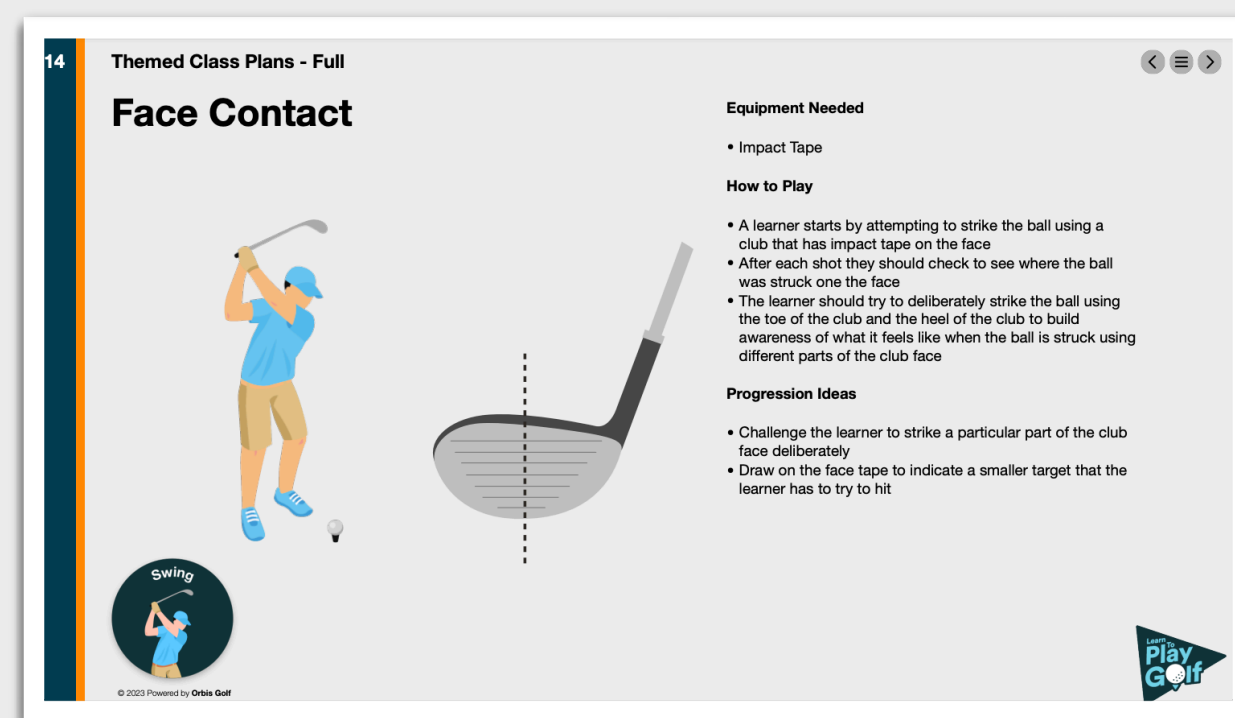 14
Themed Class Plans - Full
Face Contact
Equipment Needed
• Impact Tape
How to Play
• A learner starts by attempting to strike the ball using a
club that has impact tape on the face
• After each shot they should check to see where the ball
was struck one the face
• The learner should try to deliberately strike the ball using
the toe of the club and the heel of the club to build
awareness of what it feels like when the ball is struck using
different parts of the club face
Progression Ideas
• Challenge the learner to strike a particular part of the club
face deliberately
• Draw on the face tape to indicate a smaller target that the
learner has to try to hit
Swing
© 2023 Powered by Orbis Golf
Learn To
Play
Golf